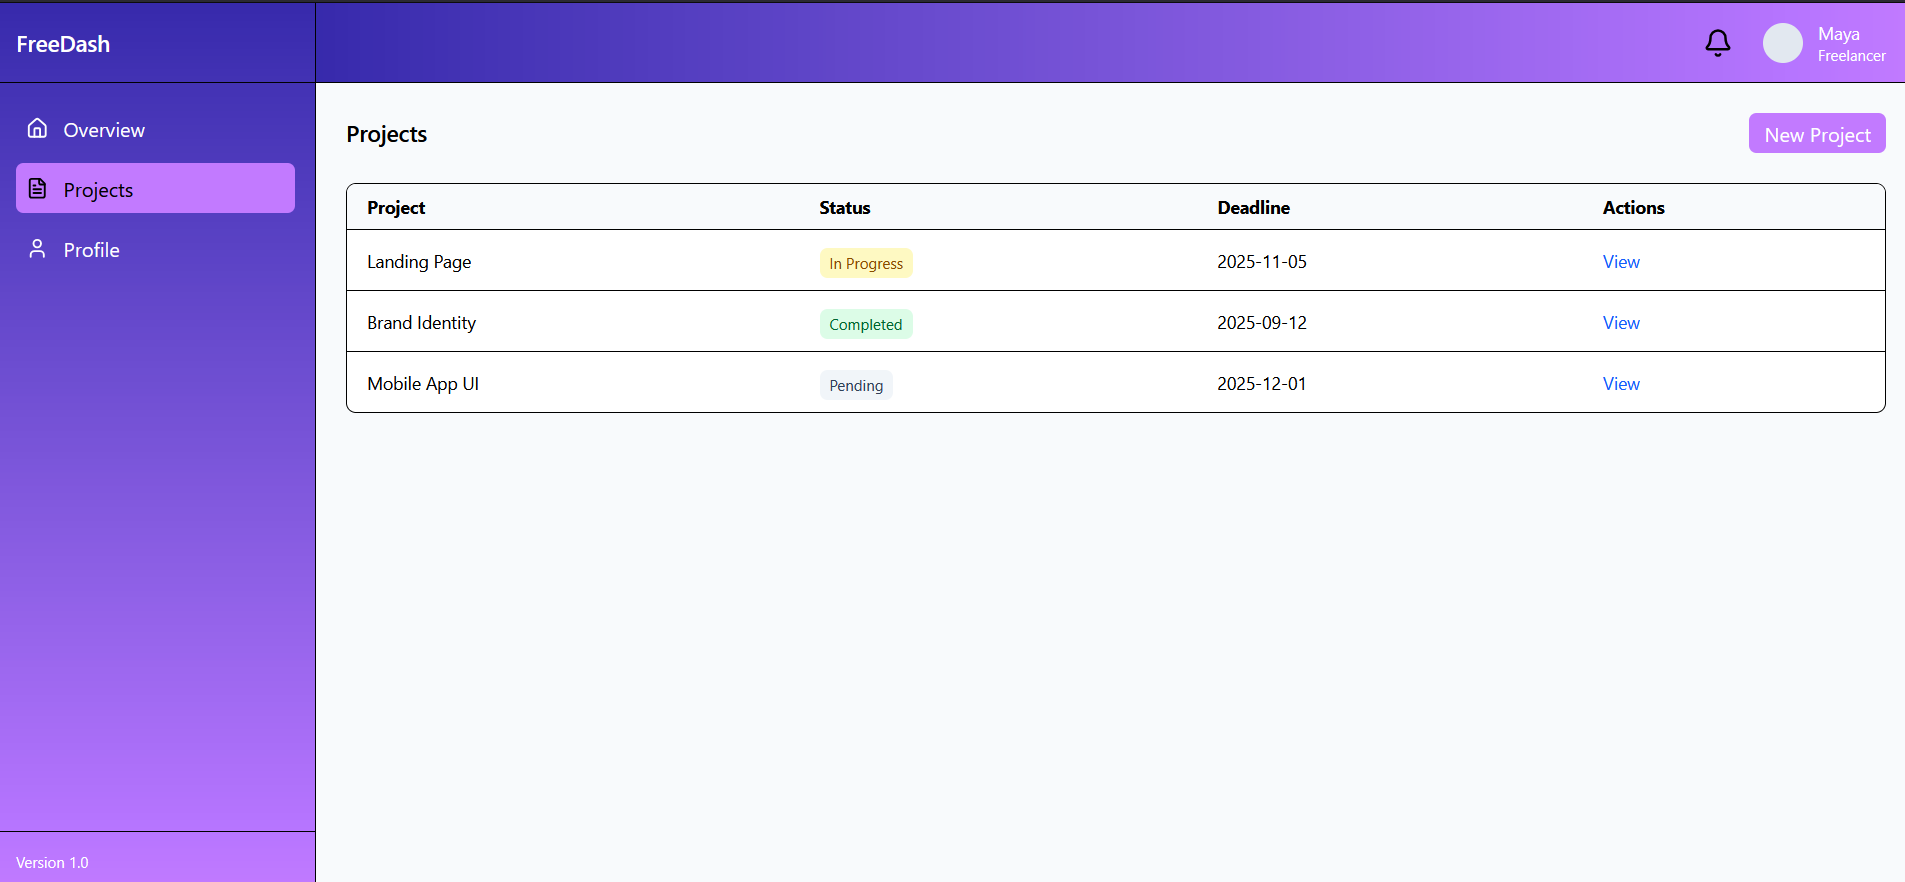 FreeDash
Maya
Freelancer
Overview
Projects
Profile
Projects
New Project
Project Status Deadline Actions
Landing Page In Progress 2025-11-05 View
Brand Identity Completed 2025-09-12 View
Mobile App UI Pending 2025-12-01 View
Version 1.0